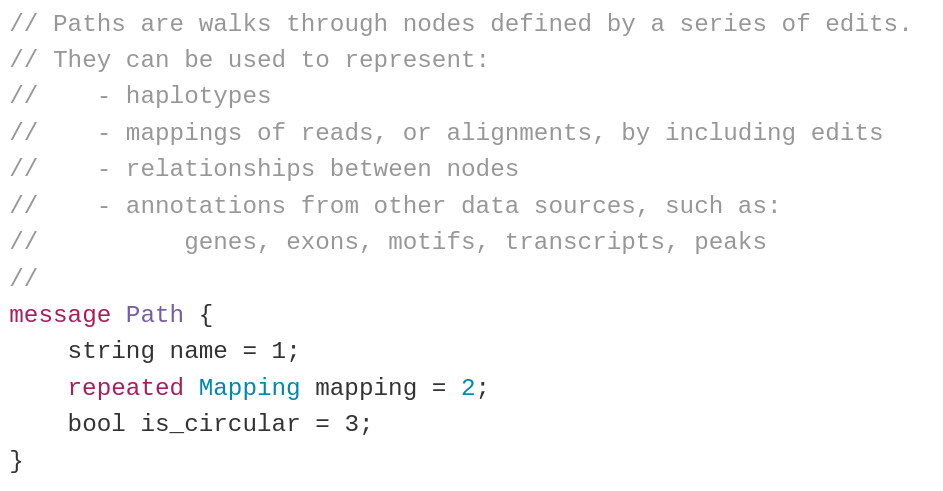 // Paths are walks through nodes defined by a series of edits.
// They can be used to represent:
//    - haplotypes
//    - mappings of reads, or alignments, by including edits
//    - relationships between nodes
//    - annotations from other data sources, such as:
//          genes, exons, motifs, transcripts, peaks
//
message Path {
    string name = 1;
    repeated Mapping mapping = 2;
    bool is_circular = 3;
}